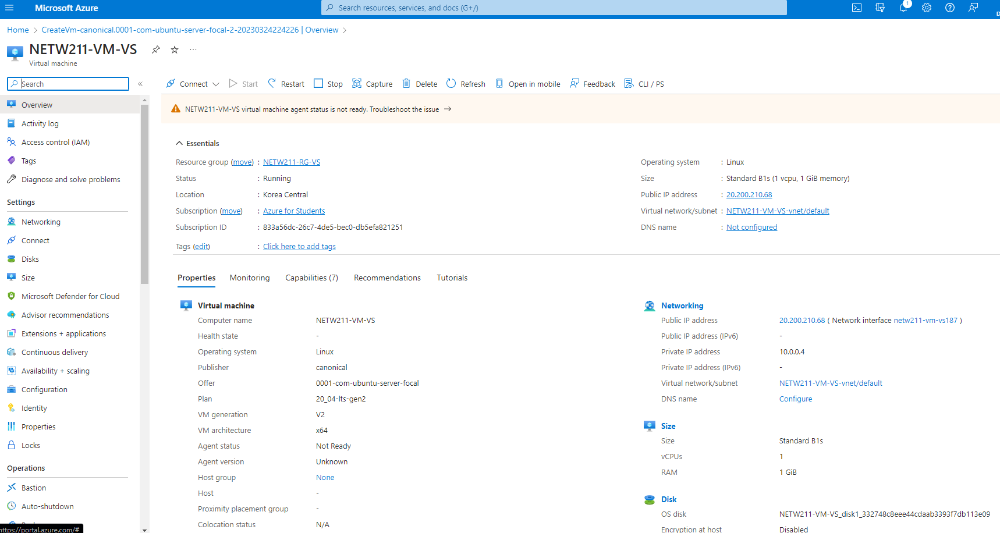 Microsoft Azure
Search resources, services, and docs (G+/)
1
Home > CreateVm-canonical.0001-com-ubuntu-server-focal-2-20230324224226 | Overview >
NETW211-VM-VS
Virtual machine
Search
«
Connect
Start
Restart
Stop
Capture
Delete
Refresh
Open in mobile
Feedback
CLI / PS
NETW211-VM-VS virtual machine agent status is not ready. Troubleshoot the issue →
Overview
Activity log
Access control (IAM)
Tags
Diagnose and solve problems
Settings
Networking
Connect
Disks
Size
Microsoft Defender for Cloud
Advisor recommendations
Extensions + applications
Continuous delivery
Availability + scaling
Configuration
Identity
Properties
Locks
Operations
Bastion
Auto-shutdown
https://portal.azure.com/#
Essentials
Resource group (move) : NETW211-RG-VS
Status : Running
Location : Korea Central
Subscription (move) : Azure for Students
Subscription ID : 833a56dc-26c7-4de5-bec0-db5efa821251
Tags (edit) : Click here to add tags
Operating system : Linux
Size : Standard B1s (1 vcpu, 1 GiB memory)
Public IP address : 20.200.210.68
Virtual network/subnet : NETW211-VM-VS-vnet/default
DNS name : Not configured
Properties
Monitoring
Capabilities (7)
Recommendations
Tutorials
Virtual machine
Computer name NETW211-VM-VS
Health state -
Operating system Linux
Publisher canonical
Offer 0001-com-ubuntu-server-focal
Plan 20_04-lts-gen2
VM generation V2
VM architecture x64
Agent status Not Ready
Agent version Unknown
Host group None
Host -
Proximity placement group -
Colocation status N/A
Networking
Public IP address 20.200.210.68 ( Network interface netw211-vm-vs187 )
Public IP address (IPv6) -
Private IP address 10.0.0.4
Private IP address (IPv6) -
Virtual network/subnet NETW211-VM-VS-vnet/default
DNS name Configure
Size
Size Standard B1s
vCPUs 1
RAM 1 GiB
Disk
OS disk NETW211-VM-VS_disk1_332748c8eee44cdaab3393f7db113e09
Encryption at host Disabled